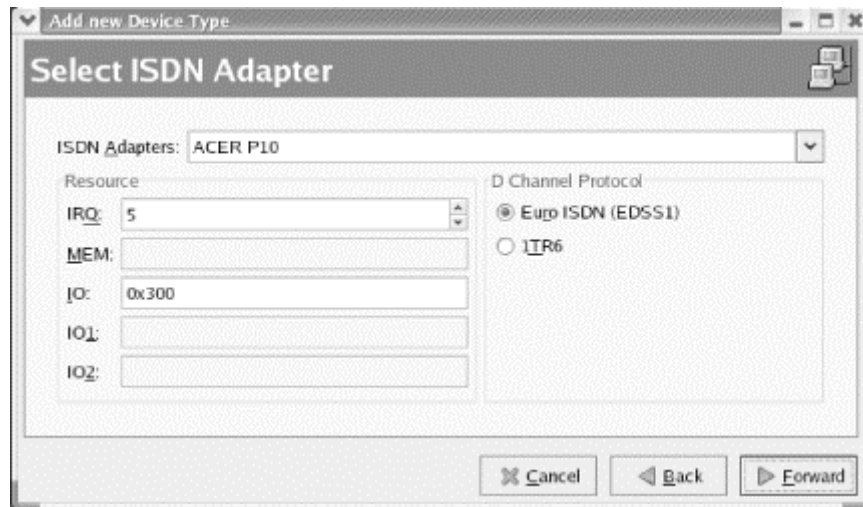 Add new Device Type
Select ISDN Adapter
ISDN Adapters: ACER P10
Resource
IRQ: 5
MEM:
IO: 0x300
IO1:
IO2:
D Channel Protocol
Euro ISDN (EDSS1)
1TR6
Cancel
Back
Forward